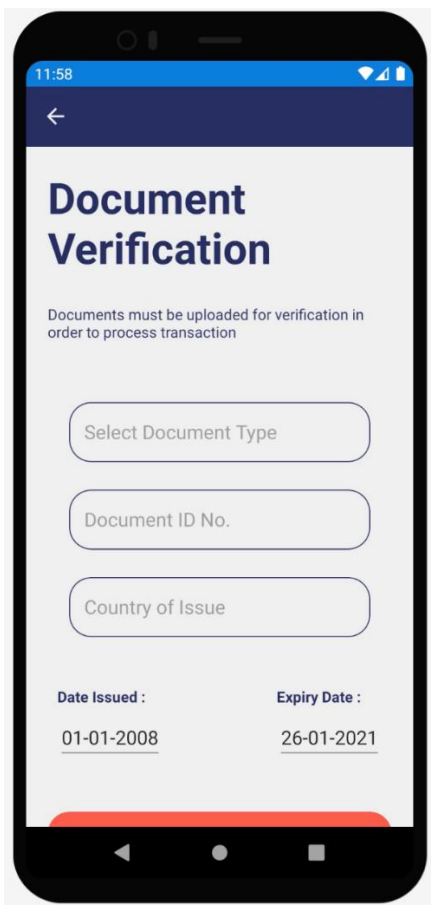 11:58
Document
Verification
Documents must be uploaded for verification in
order to process transaction
Select Document Type
Document ID No.
Country of Issue
Date Issued : Expiry Date :
01-01-2008 26-01-2021